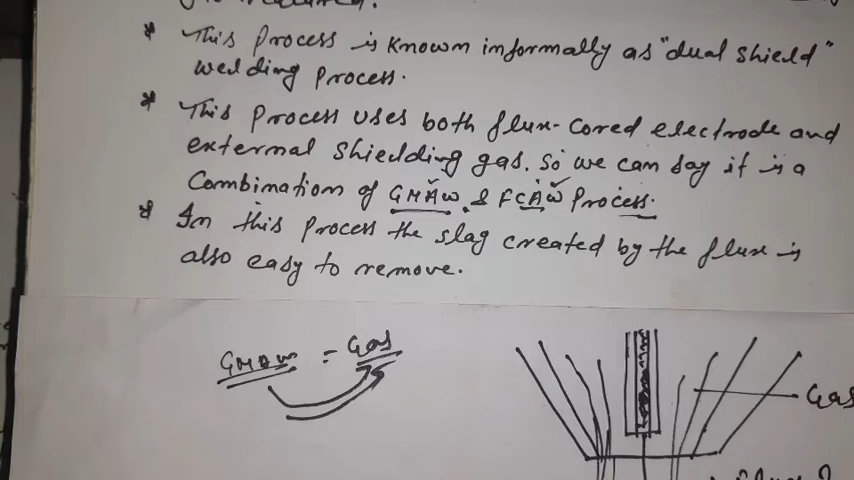 * This Process is known informally as "dual shield"
welding process.
* This Process uses both flux-cored electrode and
external shielding gas. So we can say it is a
Combination of GMAW & FCAW Process.
* In this process the slag created by the flux is
also easy to remove.
GMAW = Gas
Gas